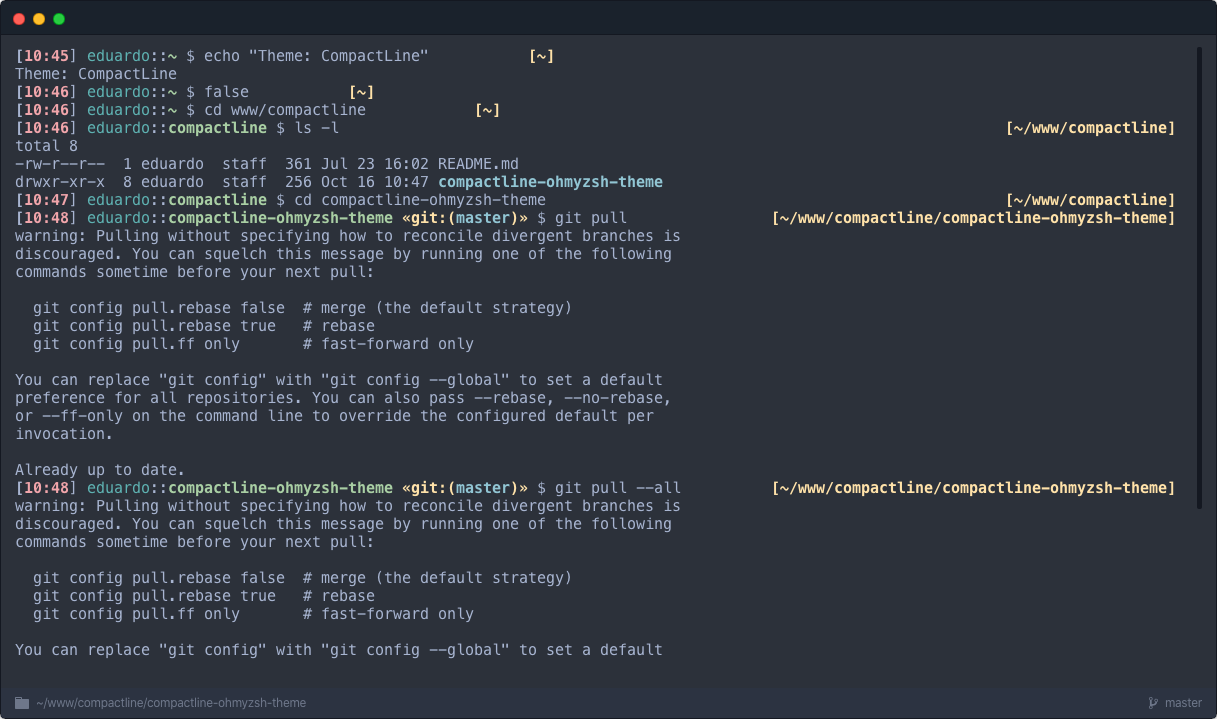 [10:45] eduardo::~ $ echo "Theme: CompactLine" [~]
Theme: CompactLine
[10:46] eduardo::~ $ false [~]
[10:46] eduardo::~ $ cd www/compactline [~]
[10:46] eduardo::compactline $ ls -l [~/www/compactline]
total 8
-rw-r--r--  1 eduardo  staff  361 Jul 23 16:02 README.md
drwxr-xr-x  8 eduardo  staff  256 Oct 16 10:47 compactline-ohmyzsh-theme
[10:47] eduardo::compactline $ cd compactline-ohmyzsh-theme [~/www/compactline]
[10:48] eduardo::compactline-ohmyzsh-theme «git:(master)» $ git pull [~/www/compactline/compactline-ohmyzsh-theme]
warning: Pulling without specifying how to reconcile divergent branches is
discouraged. You can squelch this message by running one of the following
commands sometime before your next pull:

  git config pull.rebase false  # merge (the default strategy)
  git config pull.rebase true   # rebase
  git config pull.ff only       # fast-forward only

You can replace "git config" with "git config --global" to set a default
preference for all repositories. You can also pass --rebase, --no-rebase,
or --ff-only on the command line to override the configured default per
invocation.

Already up to date.
[10:48] eduardo::compactline-ohmyzsh-theme «git:(master)» $ git pull --all [~/www/compactline/compactline-ohmyzsh-theme]
warning: Pulling without specifying how to reconcile divergent branches is
discouraged. You can squelch this message by running one of the following
commands sometime before your next pull:

  git config pull.rebase false  # merge (the default strategy)
  git config pull.rebase true   # rebase
  git config pull.ff only       # fast-forward only

You can replace "git config" with "git config --global" to set a default
~/www/compactline/compactline-ohmyzsh-theme master